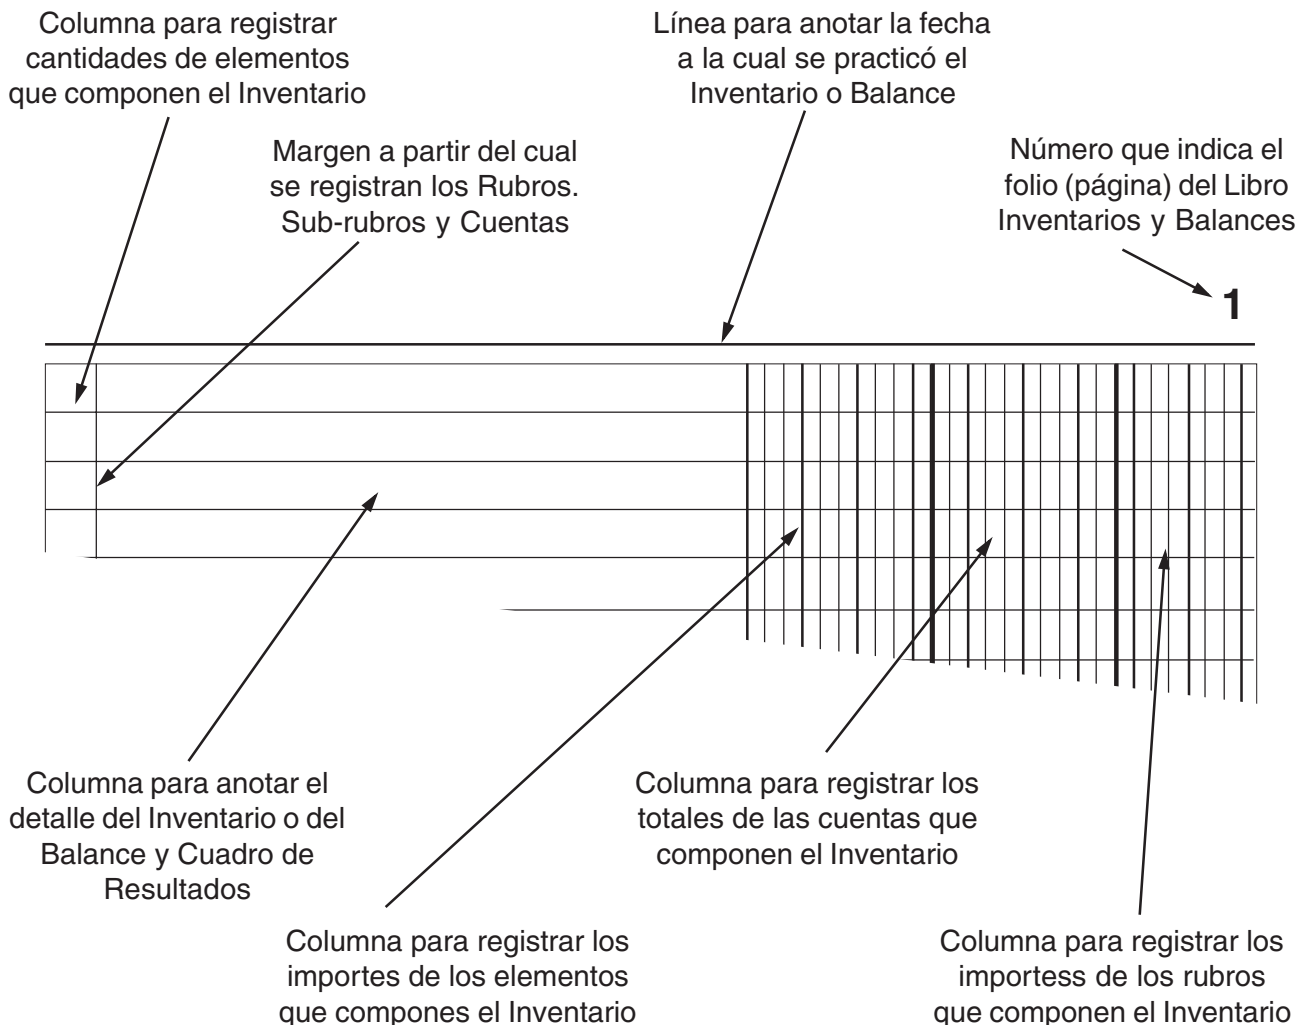 Columna para registrar
cantidades de elementos
que componen el Inventario
Línea para anotar la fecha
a la cual se practicó el
Inventario o Balance
Margen a partir del cual
se registran los Rubros.
Sub-rubros y Cuentas
Número que indica el
folio (página) del Libro
Inventarios y Balances
1
Columna para anotar el
detalle del Inventario o del
Balance y Cuadro de
Resultados
Columna para registrar los
totales de las cuentas que
componen el Inventario
Columna para registrar los
importes de los elementos
que compones el Inventario
Columna para registrar los
importess de los rubros
que componen el Inventario